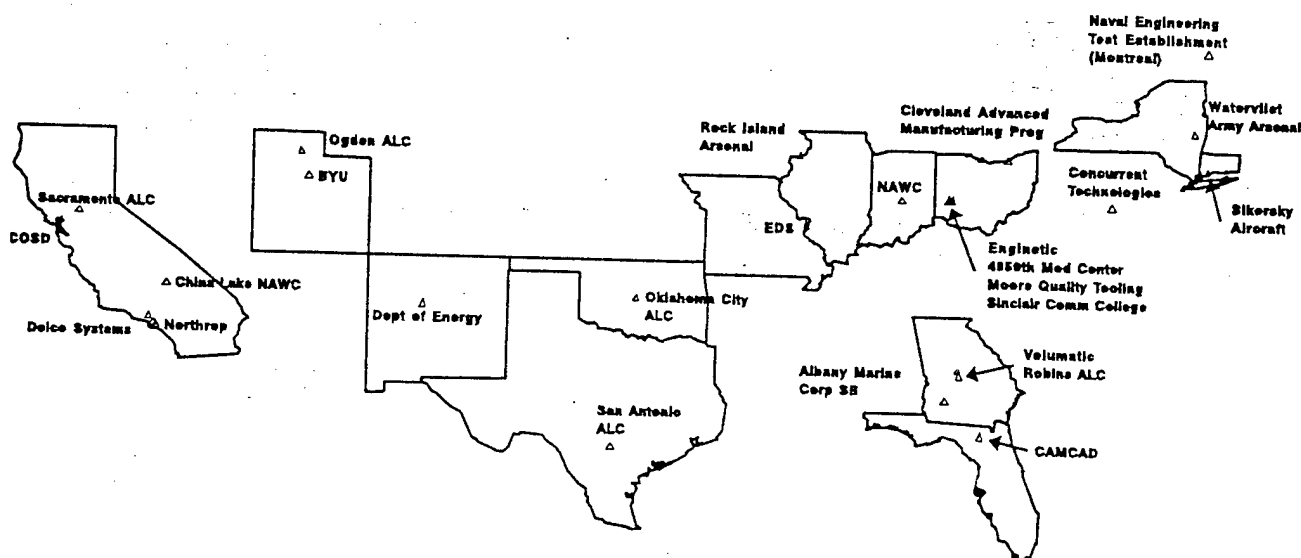 Naval Engineering
Test Establishment
(Montreal)
Cleveland Advanced
Manufacturing Prog
Watervliet
Army Arsenal
Rock Island
Arsenal
Ogden ALC
BYU
Sacramento ALC
COSD
China Lake NAWC
Delco Systems
Northrop
Dept of Energy
Oklahoma City
ALC
San Antonio
ALC
EDS
NAWC
Concurrent
Technologies
Sikorsky
Aircraft
Enginetic
4950th Med Center
Moore Quality Tooling
Sinclair Comm College
Albany Marine
Corp SB
Volumatic
Robins ALC
CAMCAD